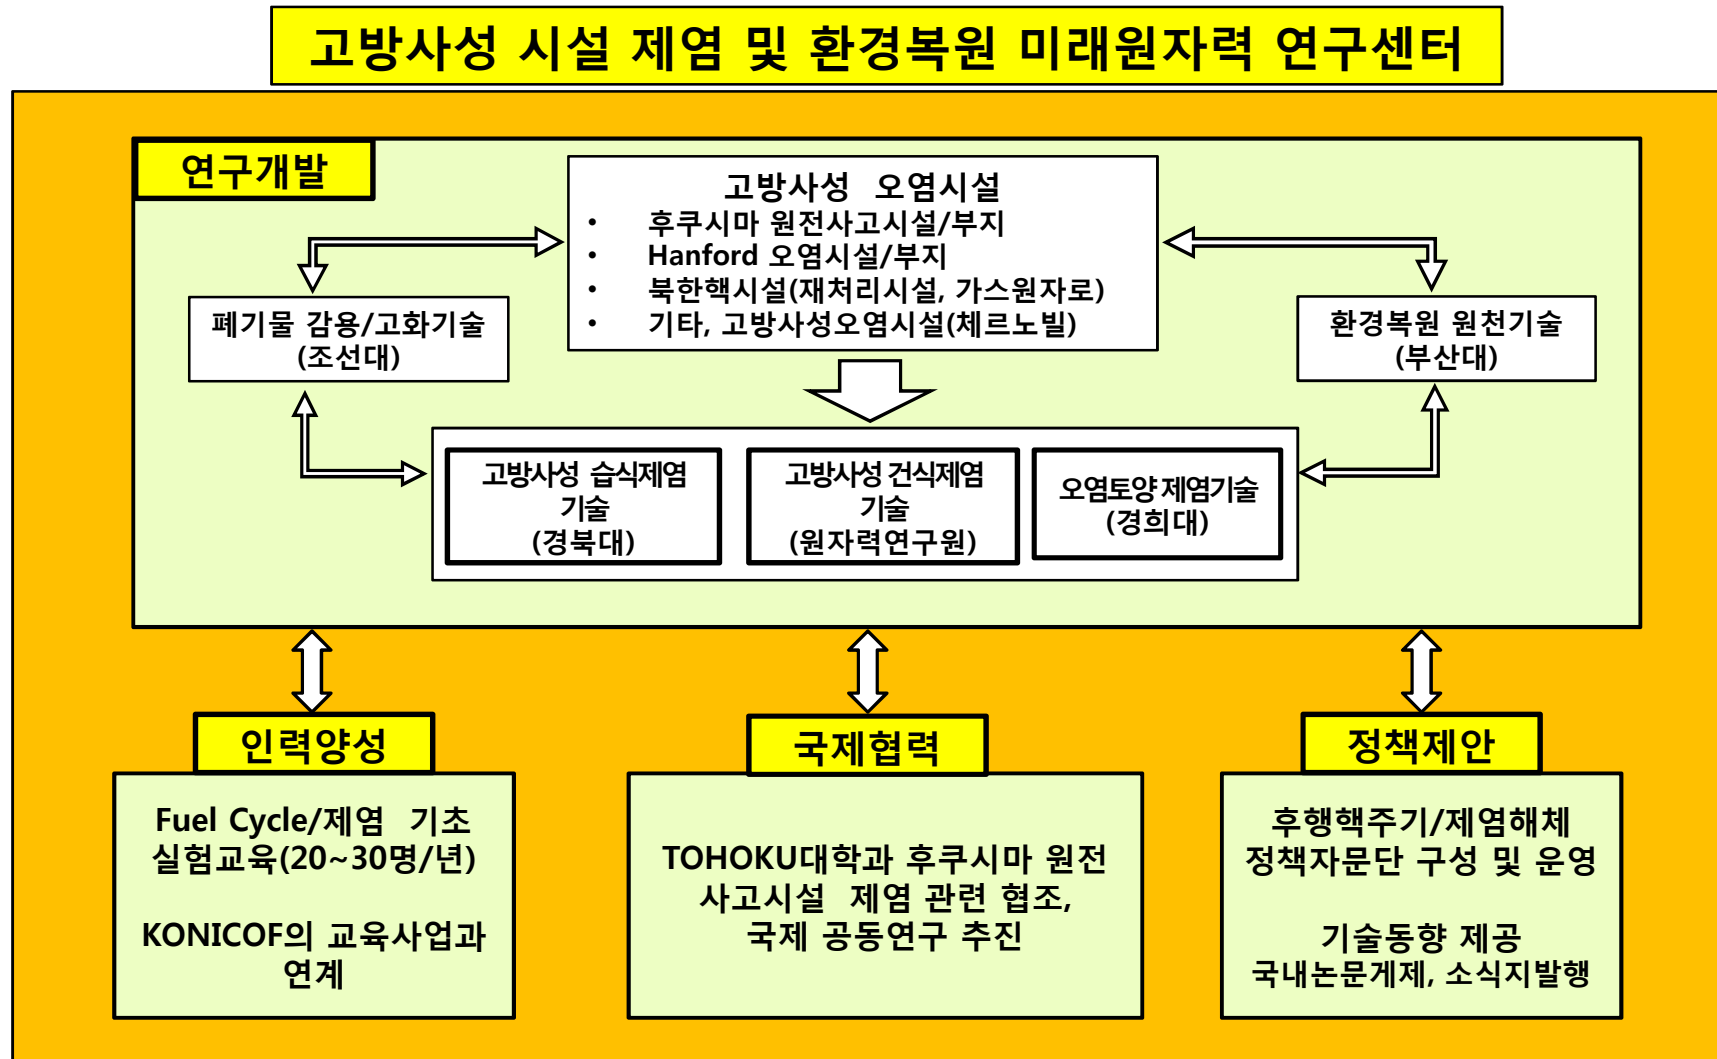 고방사성 시설 제염 및 환경복원 미래원자력 연구센터
연구개발
고방사성 오염시설
• 후쿠시마 원전사고시설/부지
• Hanford 오염시설/부지
• 북한핵시설(재처리시설, 가스원자로)
• 기타, 고방사성오염시설(체르노빌)
폐기물 감용/고화기술
(조선대)
환경복원 원천기술
(부산대)
고방사성 습식제염
기술
(경북대)
고방사성 건식제염
기술
(원자력연구원)
오염토양 제염기술
(경희대)
인력양성
Fuel Cycle/제염 기초
실험교육(20~30명/년)
KONICOF의 교육사업과
연계
국제협력
TOHOKU대학과 후쿠시마 원전
사고시설 제염 관련 협조,
국제 공동연구 추진
정책제안
후행핵주기/제염해체
정책자문단 구성 및 운영
기술동향 제공
국내논문게제, 소식지발행